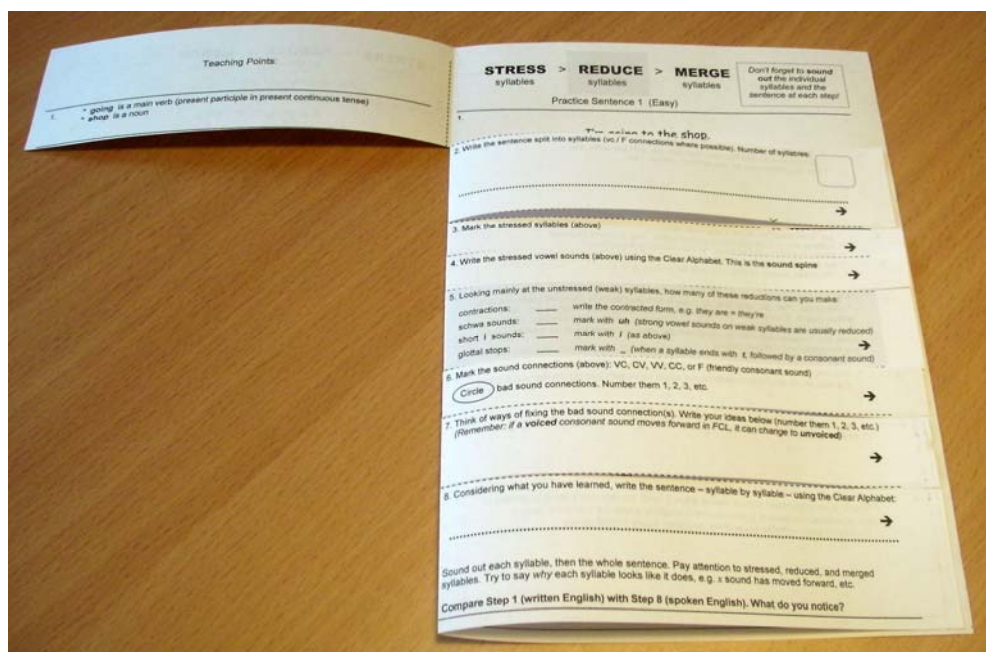 Teaching Points:
1. * going is a main verb (present participle in present continuous tense)
* shop is a noun
STRESS > REDUCE > MERGE
syllables syllables syllables
Don't forget to sound
out the individual
syllables and the
sentence at each step!
Practice Sentence 1 (Easy)
1.
I'm going to the shop.
2. Write the sentence split into syllables (vc / F connections where possible). Number of syllables:
3. Mark the stressed syllables (above)
4. Write the stressed vowel sounds (above) using the Clear Alphabet. This is the sound spine
5. Looking mainly at the unstressed (weak) syllables, how many of these reductions can you make:
contractions: ____ write the contracted form, e.g. they are = they're
schwa sounds: ____ mark with uh (strong vowel sounds on weak syllables are usually reduced)
short I sounds: ____ mark with i (as above)
glottal stops: ____ mark with _ (when a syllable ends with t, followed by a consonant sound)
6. Mark the sound connections (above): VC, CV, VV, CC, or F (friendly consonant sound)
Circle bad sound connections. Number them 1, 2, 3, etc.
7. Think of ways of fixing the bad sound connection(s). Write your ideas below (number them 1, 2, 3, etc.)
(Remember: if a voiced consonant sound moves forward in FCL, it can change to unvoiced)
8. Considering what you have learned, write the sentence – syllable by syllable – using the Clear Alphabet:
Sound out each syllable, then the whole sentence. Pay attention to stressed, reduced, and merged
syllables. Try to say why each syllable looks like it does, e.g. x sound has moved forward, etc.
Compare Step 1 (written English) with Step 8 (spoken English). What do you notice?